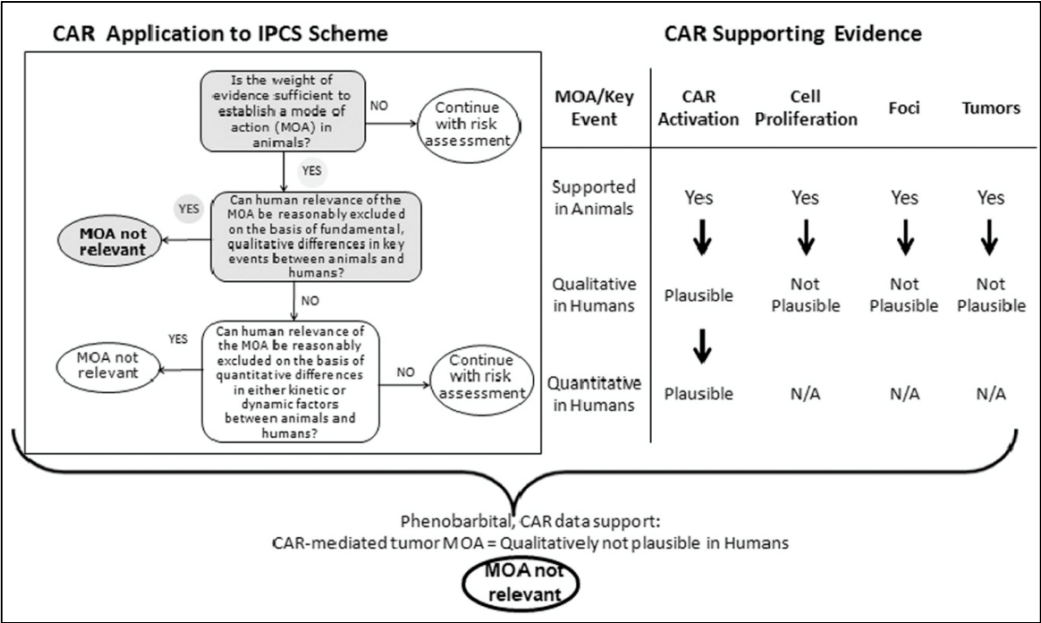 CAR Application to IPCS Scheme
Is the weight of
evidence sufficient to
establish a mode of
action (MOA) in
animals?
NO
Continue
with risk
assessment
YES
YES
Can human relevance of the
MOA be reasonably excluded
on the basis of fundamental,
qualitative differences in key
events between animals and
humans?
MOA not
relevant
NO
YES
Can human relevance of
the MOA be reasonably
excluded on the basis of
quantitative differences
in either kinetic or
dynamic factors
between animals and
humans?
MOA not
relevant
NO
Continue
with risk
assessment
CAR Supporting Evidence
MOA/Key
Event
CAR
Activation
Cell
Proliferation
Foci
Tumors
Supported
in Animals
Yes
Yes
Yes
Yes
Qualitative
in Humans
Plausible
Not
Plausible
Not
Plausible
Not
Plausible
Quantitative
in Humans
Plausible
N/A
N/A
N/A
Phenobarbital, CAR data support:
CAR-mediated tumor MOA = Qualitatively not plausible in Humans
MOA not
relevant